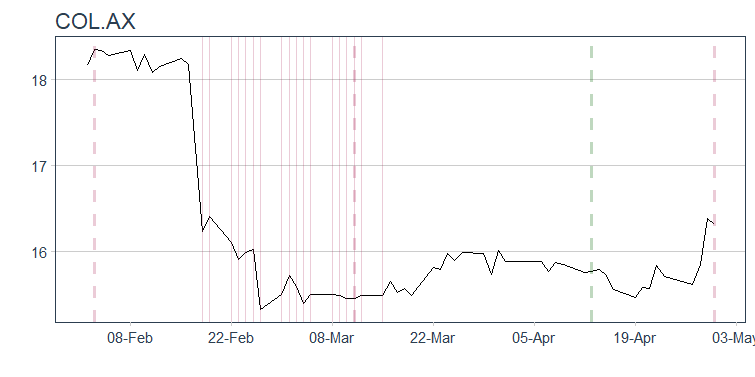 COL.AX
18
17
16
08-Feb
22-Feb
08-Mar
22-Mar
05-Apr
19-Apr
03-May